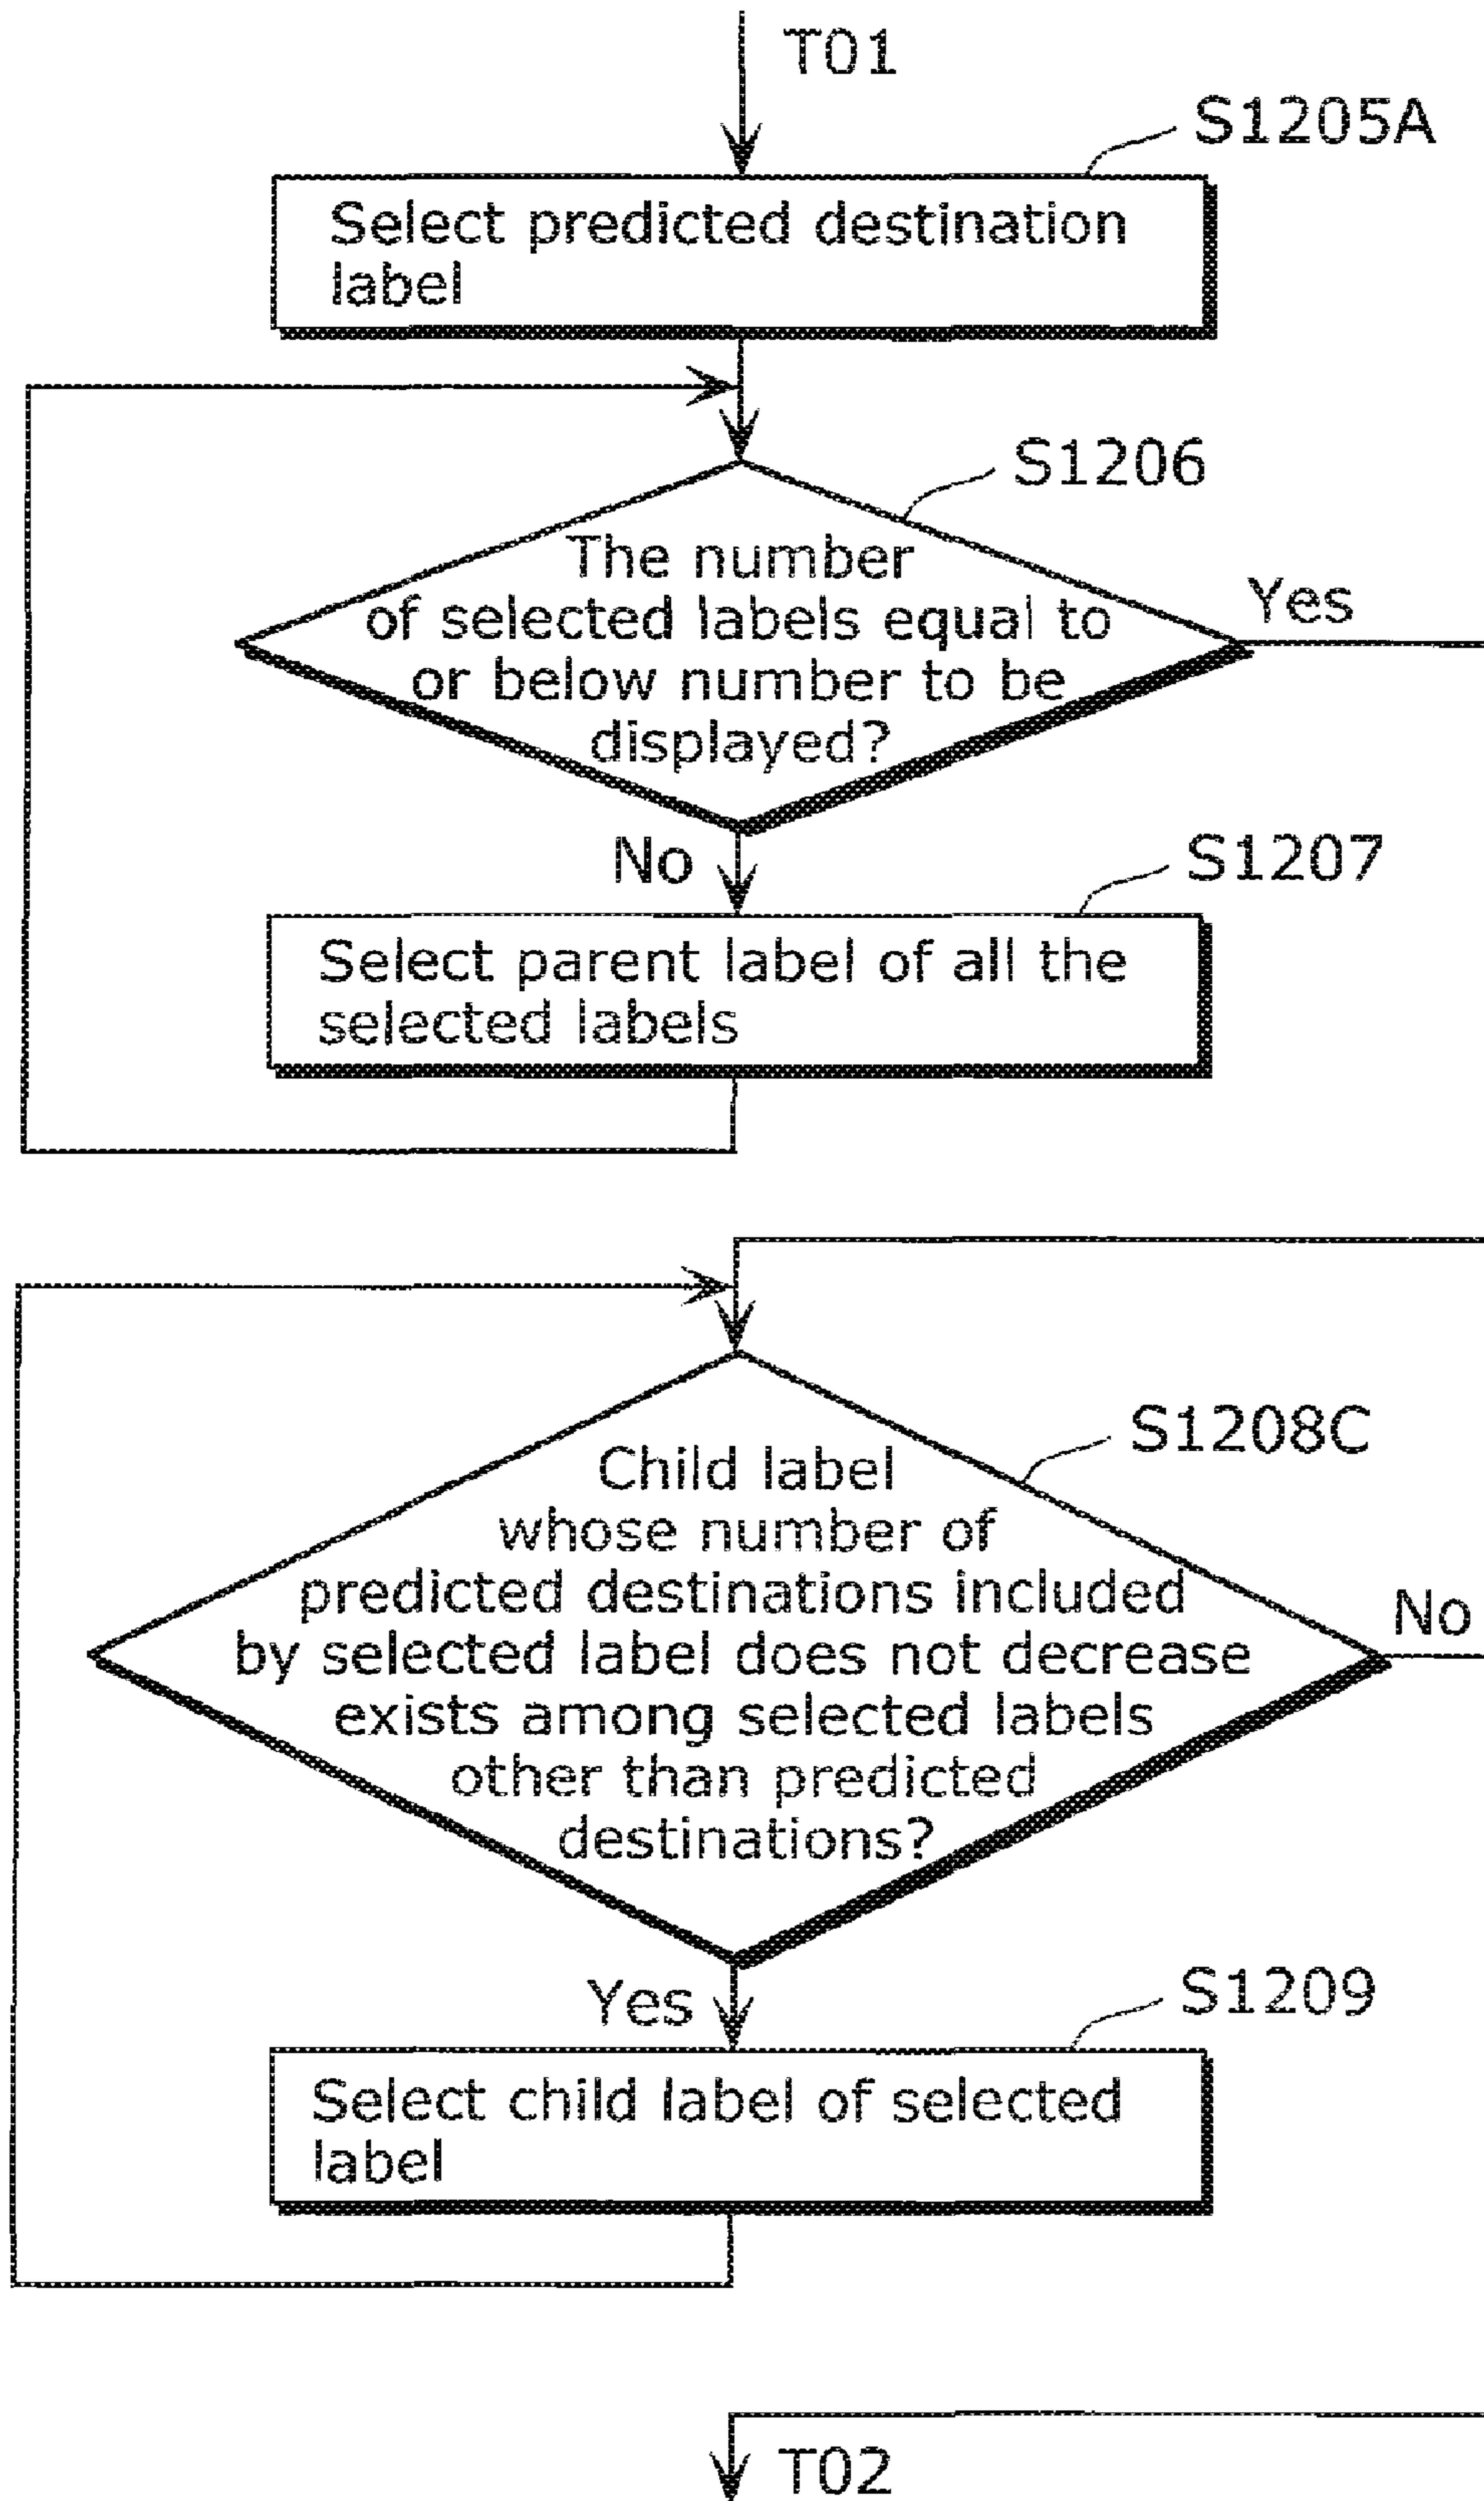 T01
S1205A
Select predicted destination
label
S1206
The number
of selected labels equal to
or below number to be
displayed?
Yes
No
S1207
Select parent label of all the
selected labels
S1208C
Child label
whose number of
predicted destinations included
by selected label does not decrease
exists among selected labels
other than predicted
destinations?
No
Yes
S1209
Select child label of selected
label
T02